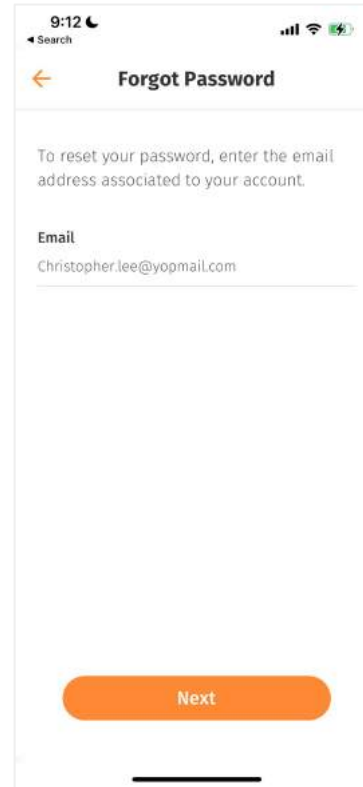 9:12
◀ Search
Forgot Password
To reset your password, enter the email
address associated to your account.
Email
Christopher.lee@yopmail.com
Next